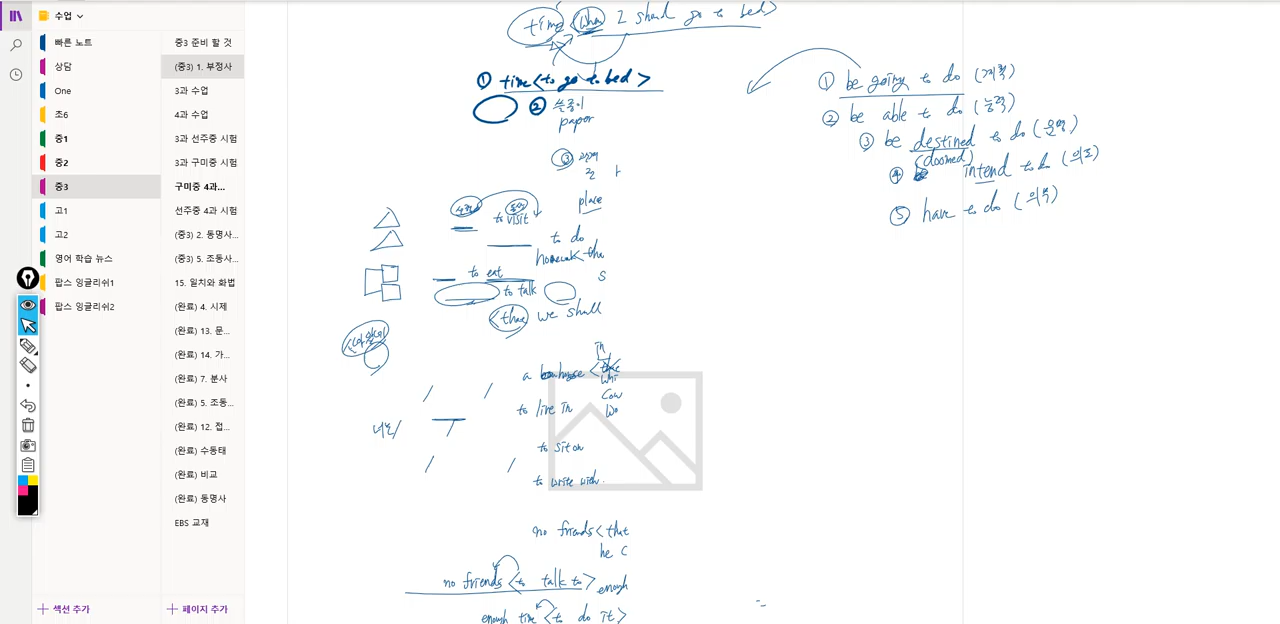 수업
빠른 노트
상담
One
초6
중1
중2
중3
고1
고2
영어 학습 뉴스
팝스 잉글리쉬1
팝스 잉글리쉬2
섹션 추가
중3 준비 할 것
(중3) 1. 부정사
3과 수업
4과 수업
3과 선주중 시험
3과 구미중 시험
구미중 4과...
선주중 4과 시험
(중3) 2. 동명사...
(중3) 5. 조동사...
15. 일치와 화법
(완료) 4. 시제
(완료) 13. 문...
(완료) 14. 가...
(완료) 7. 분사
(완료) 5. 조동...
(완료) 12. 접...
(완료) 수동태
(완료) 비교
(완료) 동명사
EBS 교재
페이지 추가
time <when I should go to bed>
① time <to go to bed>
②
paper
③
place
to visit
to do
homework the
S
to eat
to talk
<that we shall
in
a house <
to live in
to sit on
to write with.
no friends <that
he c
no friends <to talk to> enough
enough time <to do it>
① be going to do (계획)
② be able to do (능력)
③ be destined to do (운명)
(doomed)
④ intend to do (의도)
⑤ have to do (의무)